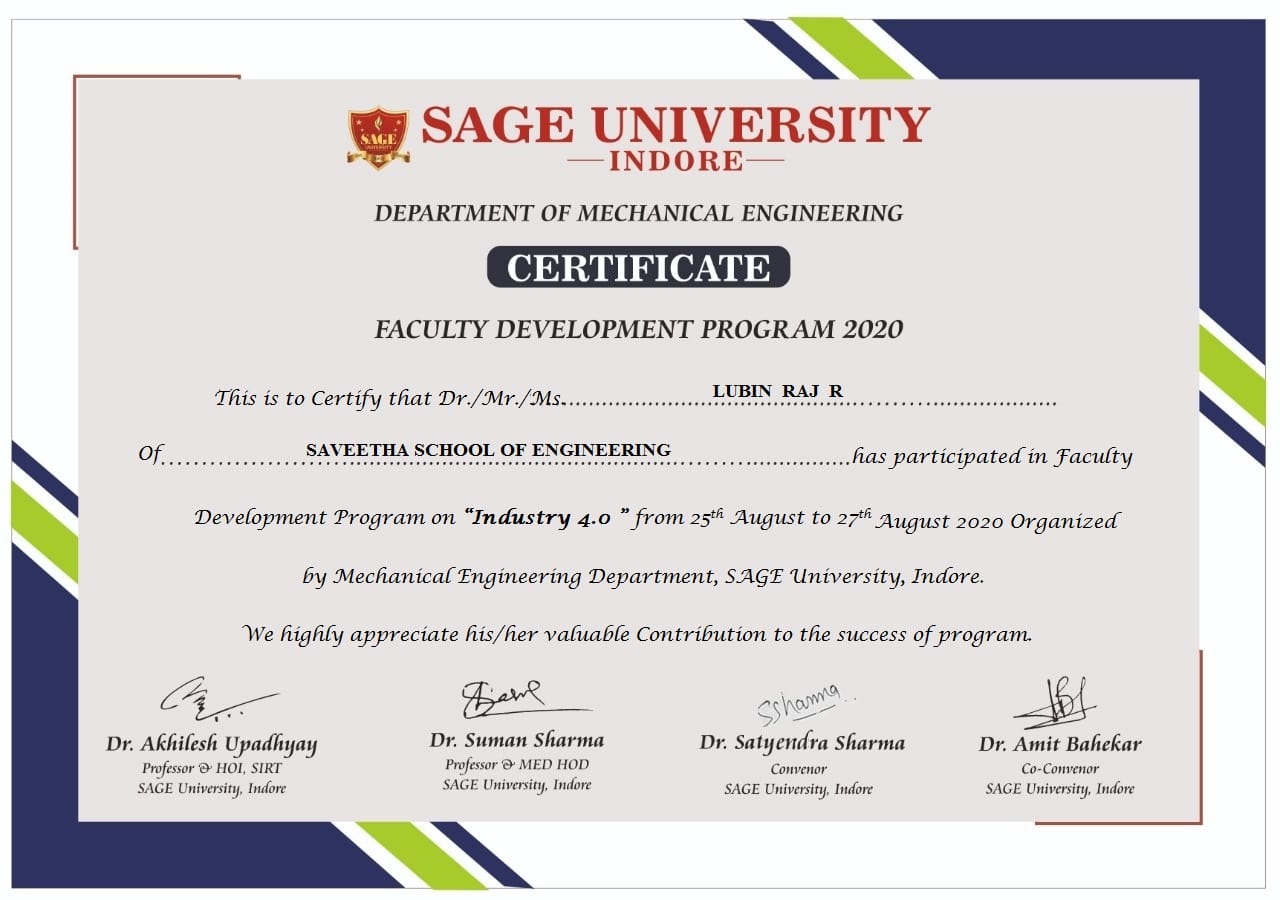 SAGE UNIVERSITY
SAGE UNIVERSITY
INDORE
DEPARTMENT OF MECHANICAL ENGINEERING
CERTIFICATE
FACULTY DEVELOPMENT PROGRAM 2020
This is to Certify that Dr./Mr./Ms. LUBIN RAJ R
Of SAVEETHA SCHOOL OF ENGINEERING has participated in Faculty
Development Program on “Industry 4.0 ” from 25th August to 27th August 2020 Organized
by Mechanical Engineering Department, SAGE University, Indore.
We highly appreciate his/her valuable Contribution to the success of program.
SSharma
Dr. Akhilesh Upadhyay
Professor & HOI, SIRT
SAGE University, Indore
Dr. Suman Sharma
Professor & MED HOD
SAGE University, Indore
Dr. Satyendra Sharma
Convenor
SAGE University, Indore
Dr. Amit Bahekar
Co-Convenor
SAGE University, Indore